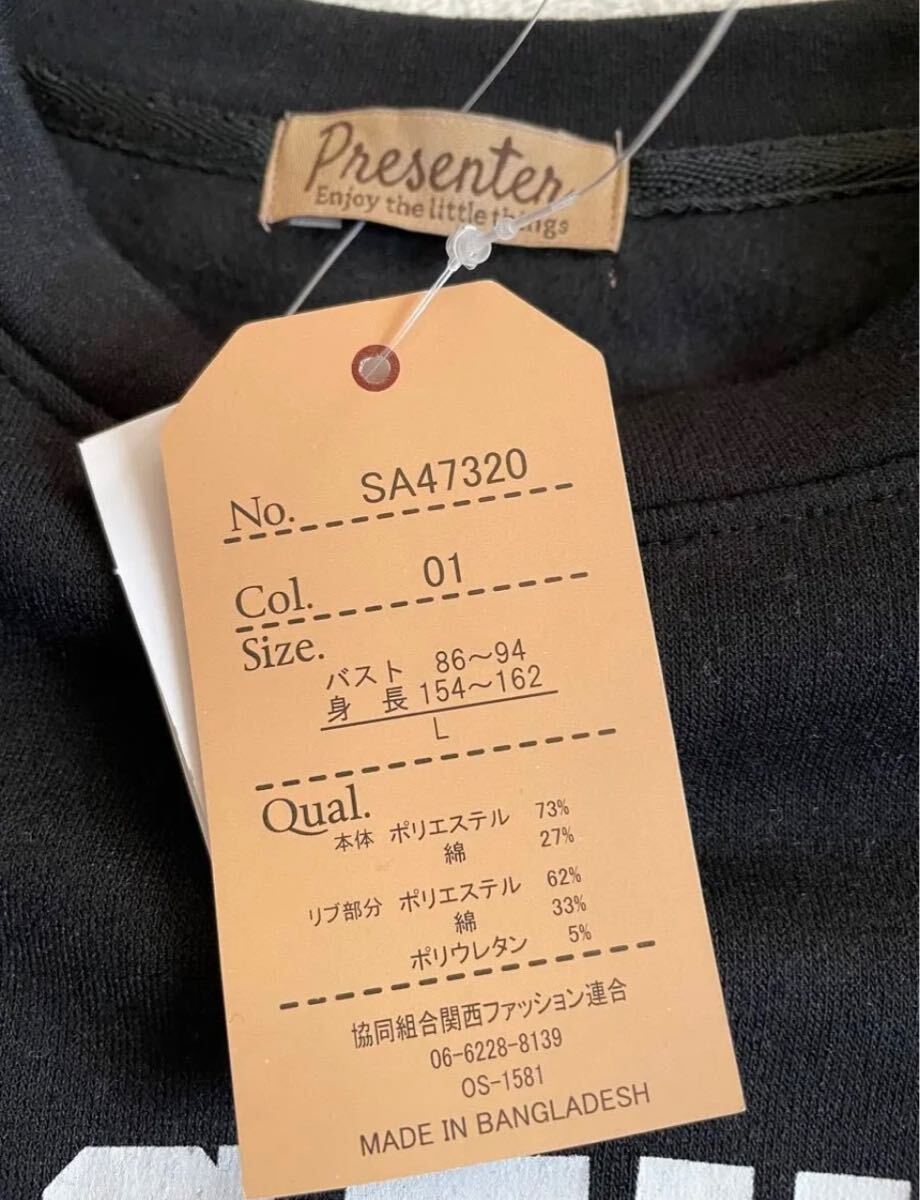 Presenter
Enjoy the little things
No. SA47320
Col. 01
Size.
バスト 86～94
身長 154～162
L
Qual.
本体 ポリエステル 73%
綿 27%
リブ部分 ポリエステル 62%
綿 33%
ポリウレタン 5%
協同組合関西ファッション連合
06-6228-8139
OS-1581
MADE IN BANGLADESH